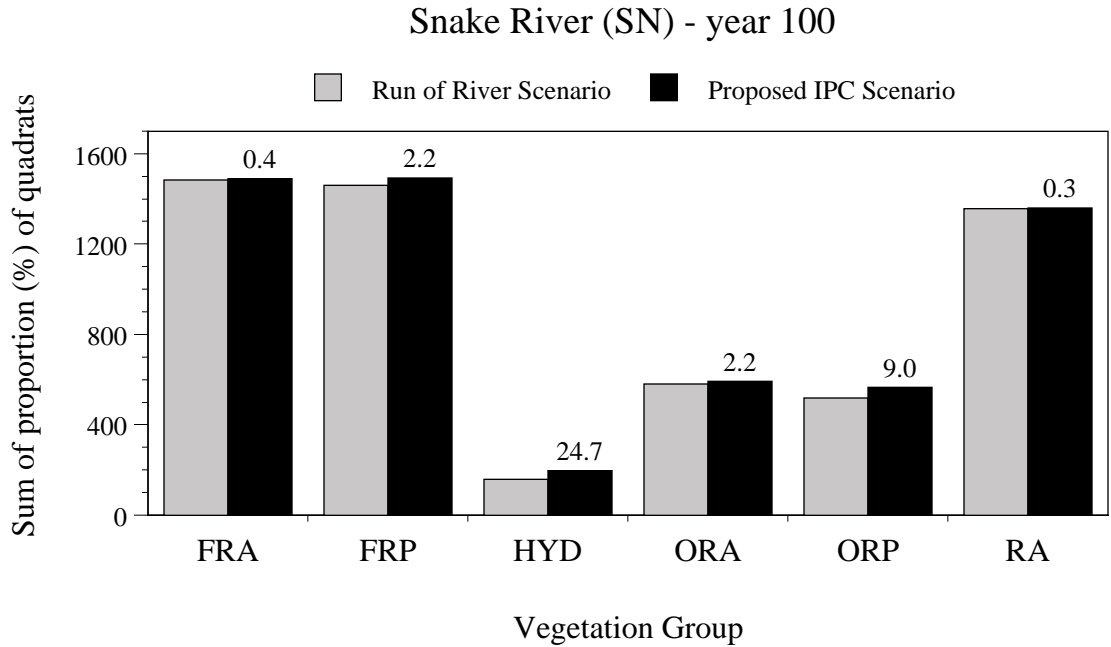 Snake River (SN) - year 100
Run of River Scenario Proposed IPC Scenario
Sum of proportion (%) of quadrats
1600
1200
800
400
0
0.4 2.2 24.7 2.2 9.0 0.3
FRA FRP HYD ORA ORP RA
Vegetation Group